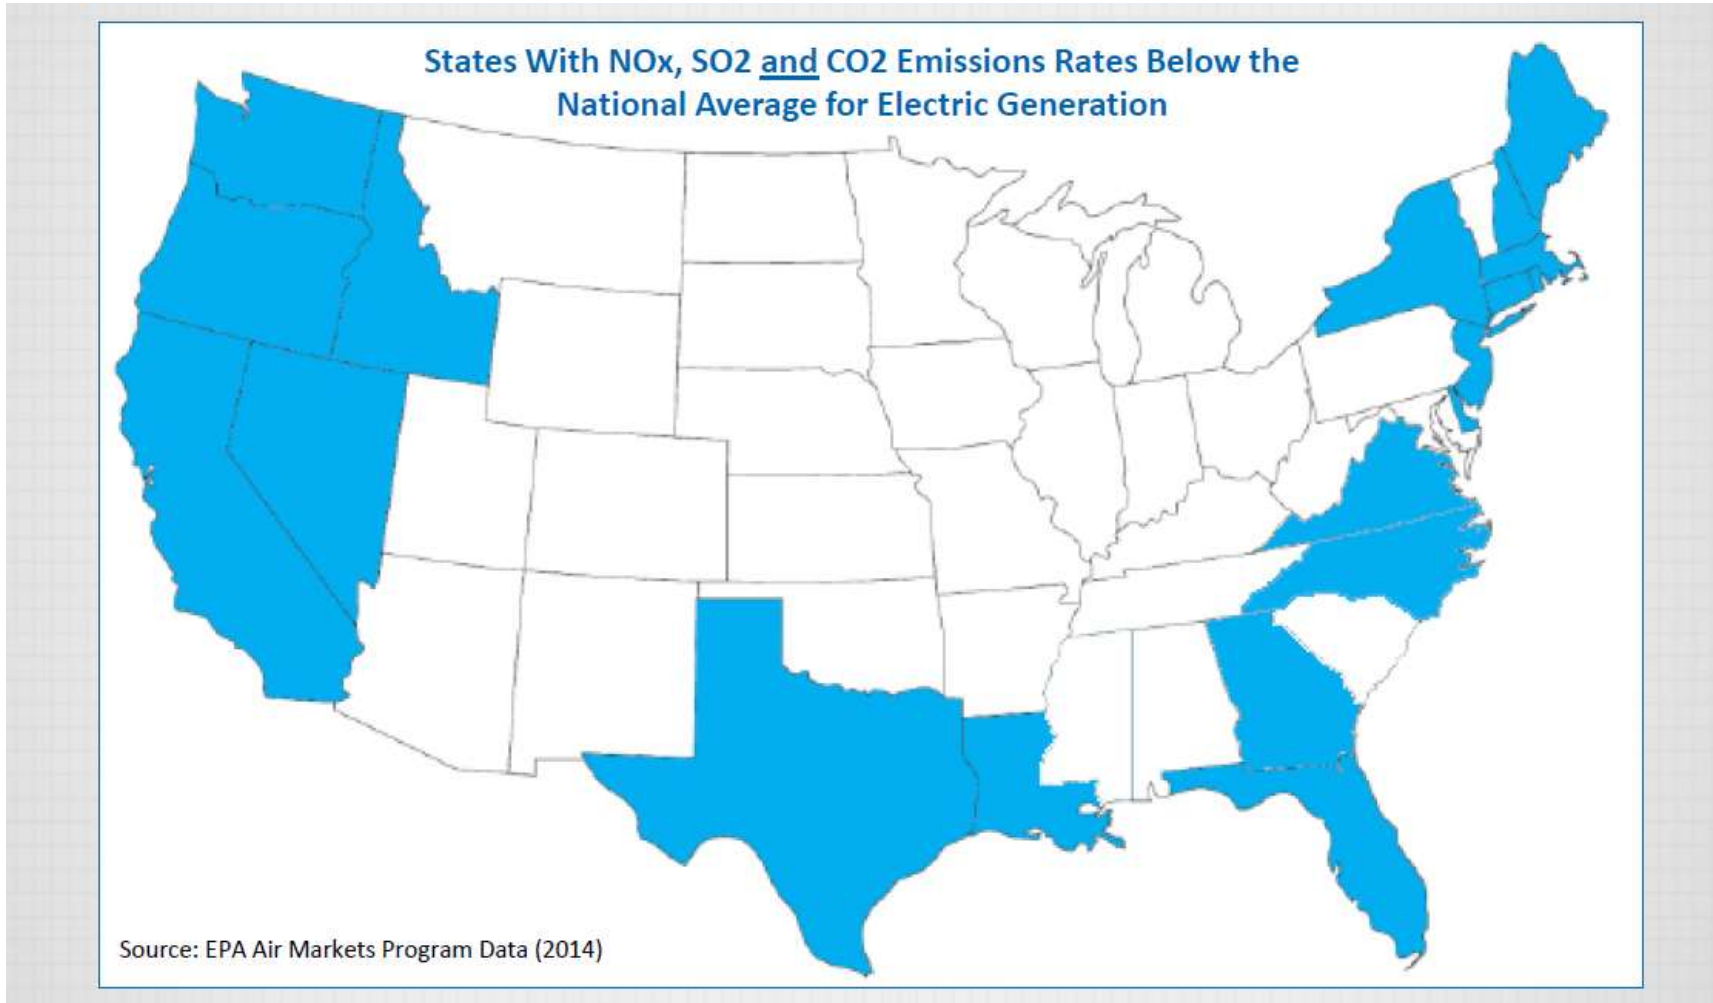 States With NOx, SO2 and CO2 Emissions Rates Below the
National Average for Electric Generation
Source: EPA Air Markets Program Data (2014)